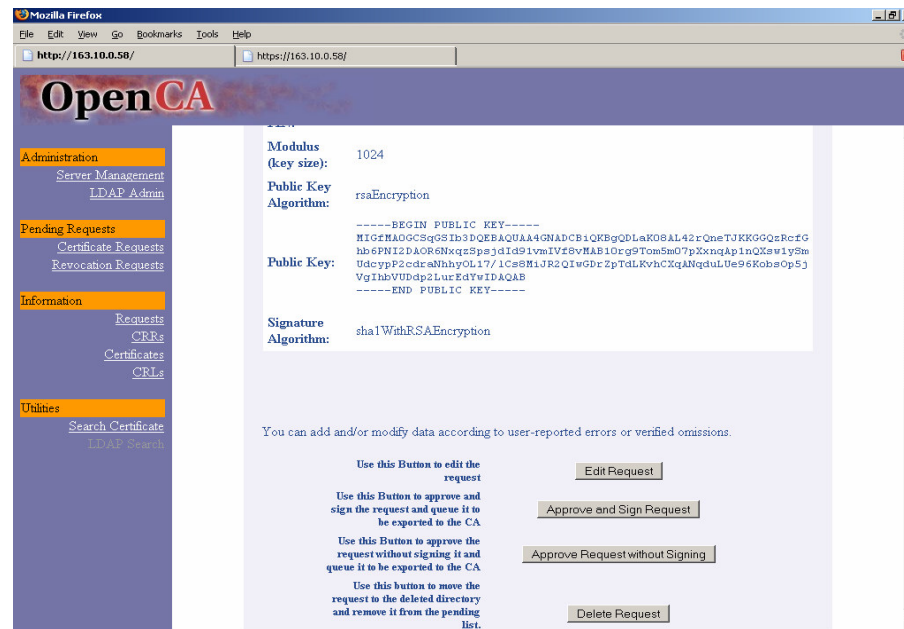 Mozilla Firefox
File Edit View Go Bookmarks Tools Help
http://163.10.0.58/
https://163.10.0.58/
OpenCA
Administration
Server Management
LDAP Admin
Pending Requests
Certificate Requests
Revocation Requests
Information
Requests
CRRs
Certificates
CRLs
Utilities
Search Certificate
LDAP Search
Modulus
(key size):
1024
Public Key
Algorithm:
rsaEncryption
Public Key:
-----BEGIN PUBLIC KEY-----
-----END PUBLIC KEY-----
Signature
Algorithm:
sha1WithRSAEncryption
You can add and/or modify data according to user-reported errors or verified omissions.
Use this Button to edit the
request
Edit Request
Use this Button to approve and
sign the request and queue it to
be exported to the CA
Approve and Sign Request
Use this Button to approve the
request without signing it and
queue it to be exported to the CA
Approve Request without Signing
Use this button to move the
request to the deleted directory
and remove it from the pending
list.
Delete Request